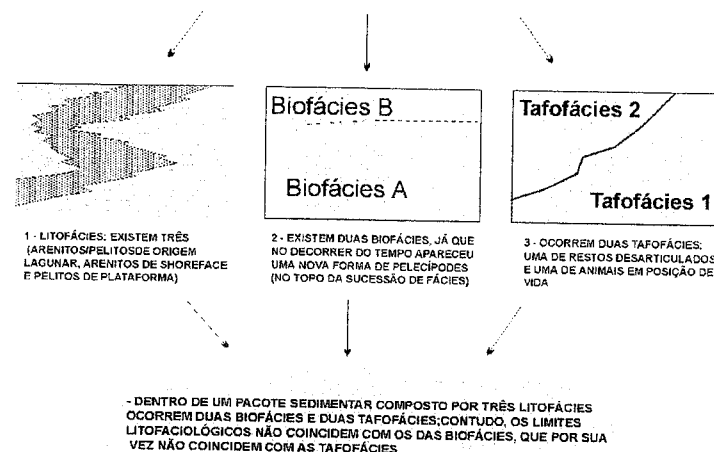 Biofácies B
Biofácies A
Tafofácies 2
Tafofácies 1
1 - LITOFÁCIES: EXISTEM TRÊS
(ARENITOS/PELITOSDE ORIGEM
LAGUNAR, ARENITOS DE SHOREFACE
E PELITOS DE PLATAFORMA)
2 - EXISTEM DUAS BIOFÁCIES, JÁ QUE
NO DECORRER DO TEMPO APARECEU
UMA NOVA FORMA DE PELECÍPODES
(NO TOPO DA SUCESSÃO DE FÁCIES)
3 - OCORREM DUAS TAFOFÁCIES:
UMA DE RESTOS DESARTICULADOS
E UMA DE ANIMAIS EM POSIÇÃO DE
VIDA
- DENTRO DE UM PACOTE SEDIMENTAR COMPOSTO POR TRÊS LITOFÁCIES
OCORREM DUAS BIOFÁCIES E DUAS TAFOFÁCIES;CONTUDO, OS LIMITES
LITOFACIOLÓGICOS NÃO COINCIDEM COM OS DAS BIOFÁCIES, QUE POR SUA
VEZ NÃO COINCIDEM COM AS TAFOFÁCIES